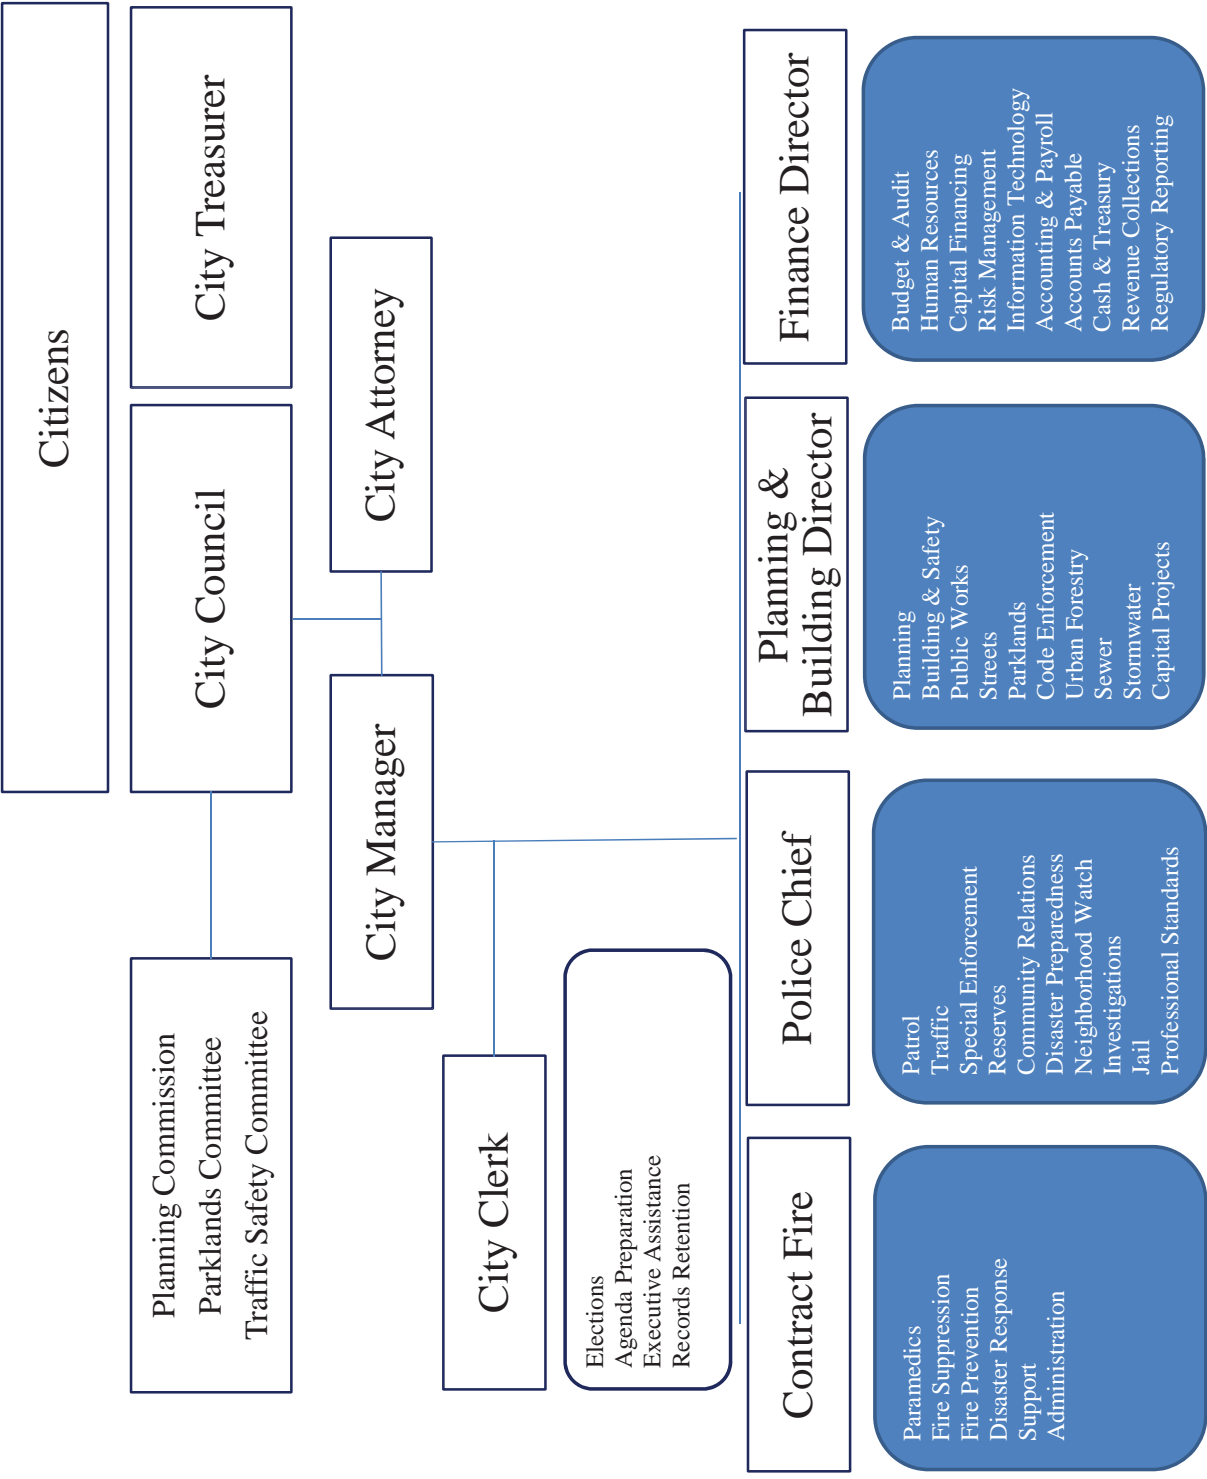 Citizens
City Council
City Treasurer
Planning Commission
Parklands Committee
Traffic Safety Committee
City Manager
City Attorney
City Clerk
Elections
Agenda Preparation
Executive Assistance
Records Retention
Contract Fire
Police Chief
Planning &
Building Director
Finance Director
Paramedics
Fire Suppression
Fire Prevention
Disaster Response
Support
Administration
Patrol
Traffic
Special Enforcement
Reserves
Community Relations
Disaster Preparedness
Neighborhood Watch
Investigations
Jail
Professional Standards
Planning
Building & Safety
Public Works
Streets
Parklands
Code Enforcement
Urban Forestry
Sewer
Stormwater
Capital Projects
Budget & Audit
Human Resources
Capital Financing
Risk Management
Information Technology
Accounting & Payroll
Accounts Payable
Cash & Treasury
Revenue Collections
Regulatory Reporting